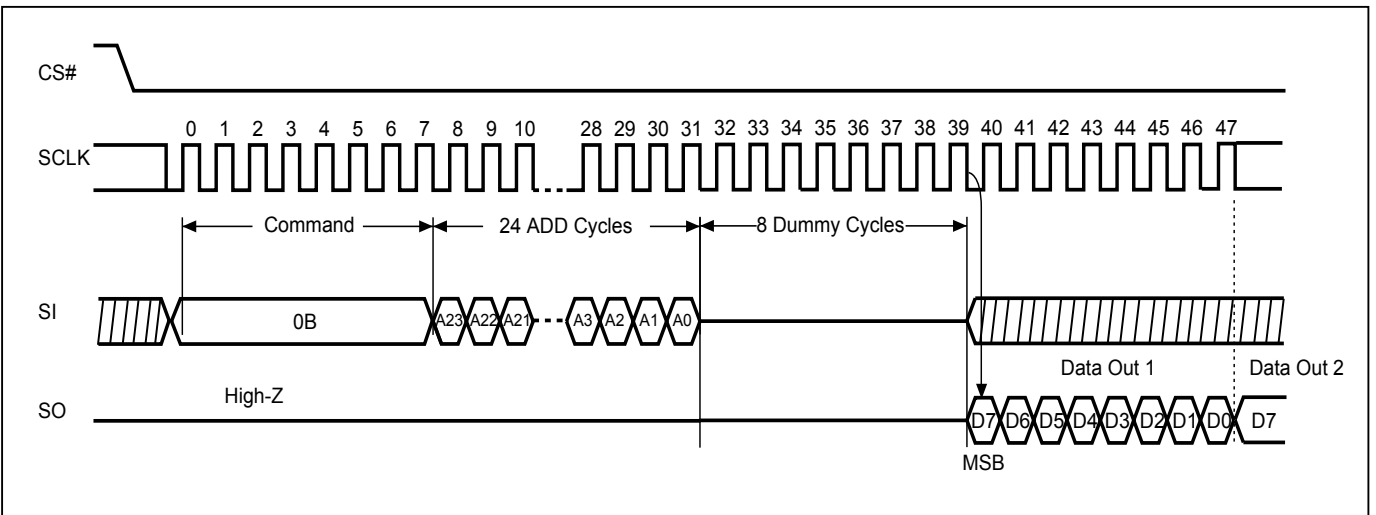 CS#
0 1 2 3 4 5 6 7 8 9 10 28 29 30 31 32 33 34 35 36 37 38 39 40 41 42 43 44 45 46 47
SCLK
Command 24 ADD Cycles 8 Dummy Cycles
SI 0B A23 A22 A21 A3 A2 A1 A0
Data Out 1 Data Out 2
High-Z
SO D7 D6 D5 D4 D3 D2 D1 D0 D7
MSB